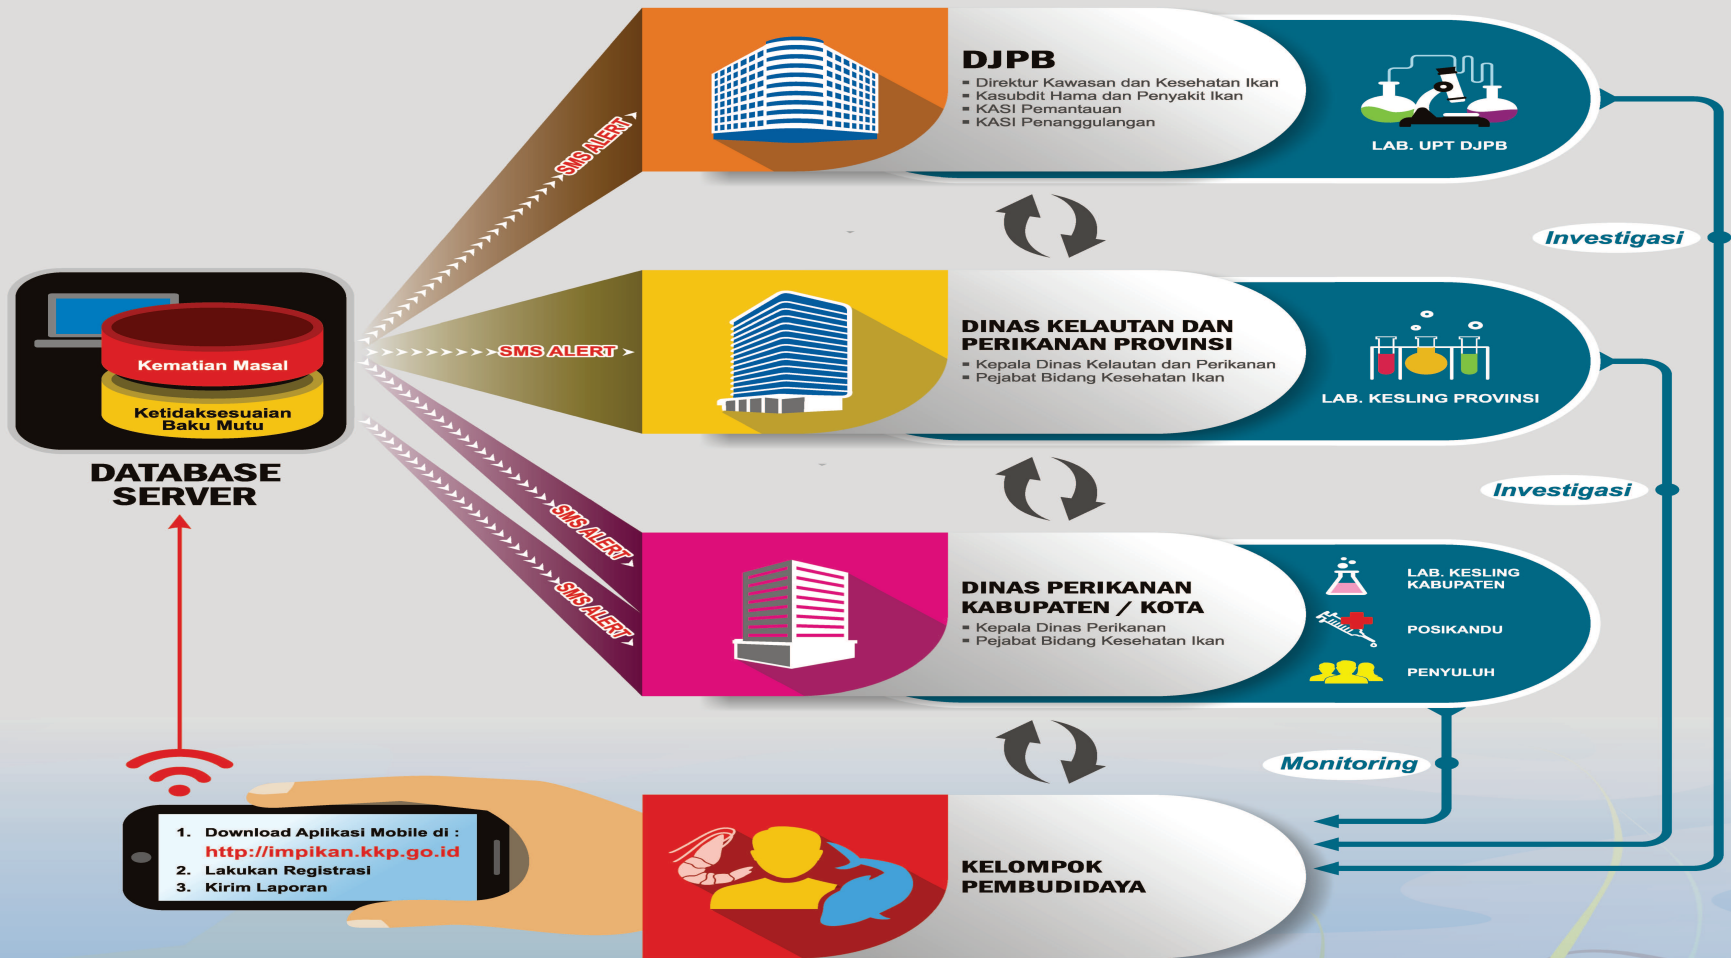 DJPB
▪ Direktur Kawasan dan Kesehatan Ikan
▪ Kasubdit Hama dan Penyakit Ikan
▪ KASI Pemantauan
▪ KASI Penanggulangan
LAB. UPT DJPB
SMS ALERT
Investigasi
DINAS KELAUTAN DAN
PERIKANAN PROVINSI
▪ Kepala Dinas Kelautan dan Perikanan
▪ Pejabat Bidang Kesehatan Ikan
LAB. KESLING PROVINSI
SMS ALERT
Kematian Masal
Ketidaksesuaian
Baku Mutu
DATABASE
SERVER
Investigasi
SMS ALERT
SMS ALERT
DINAS PERIKANAN
KABUPATEN / KOTA
▪ Kepala Dinas Perikanan
▪ Pejabat Bidang Kesehatan Ikan
LAB. KESLING
KABUPATEN
POSIKANDU
PENYULUH
Monitoring
1. Download Aplikasi Mobile di :
http://impikan.kkp.go.id
2. Lakukan Registrasi
3. Kirim Laporan
KELOMPOK
PEMBUDIDAYA